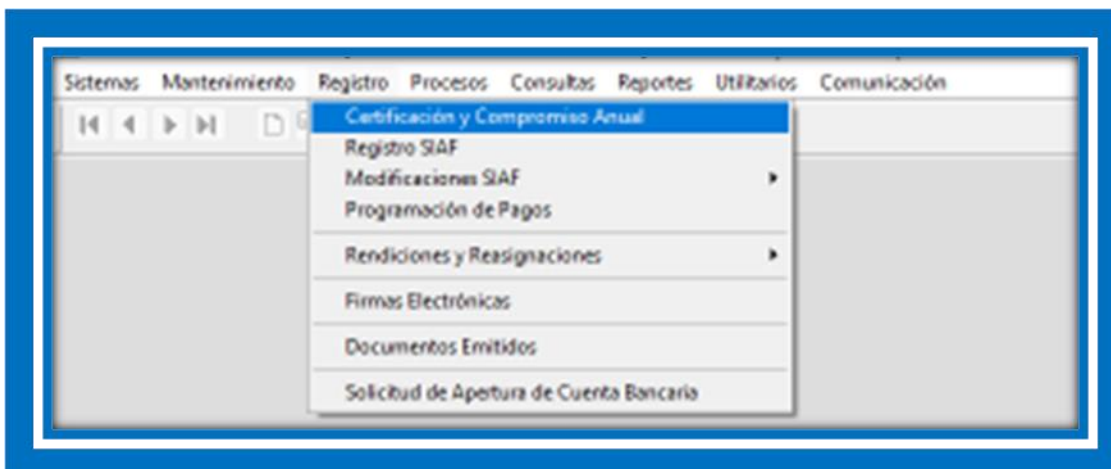 Sistemas Mantenimiento Registro Procesos Consultas Reportes Utilitarios Comunicación
Certificación y Compromiso Anual
Registro SIAF
Modificaciones SIAF
Programación de Pagos
Rendiciones y Reasignaciones
Firmas Electrónicas
Documentos Emitidos
Solicitud de Apertura de Cuenta Bancaria